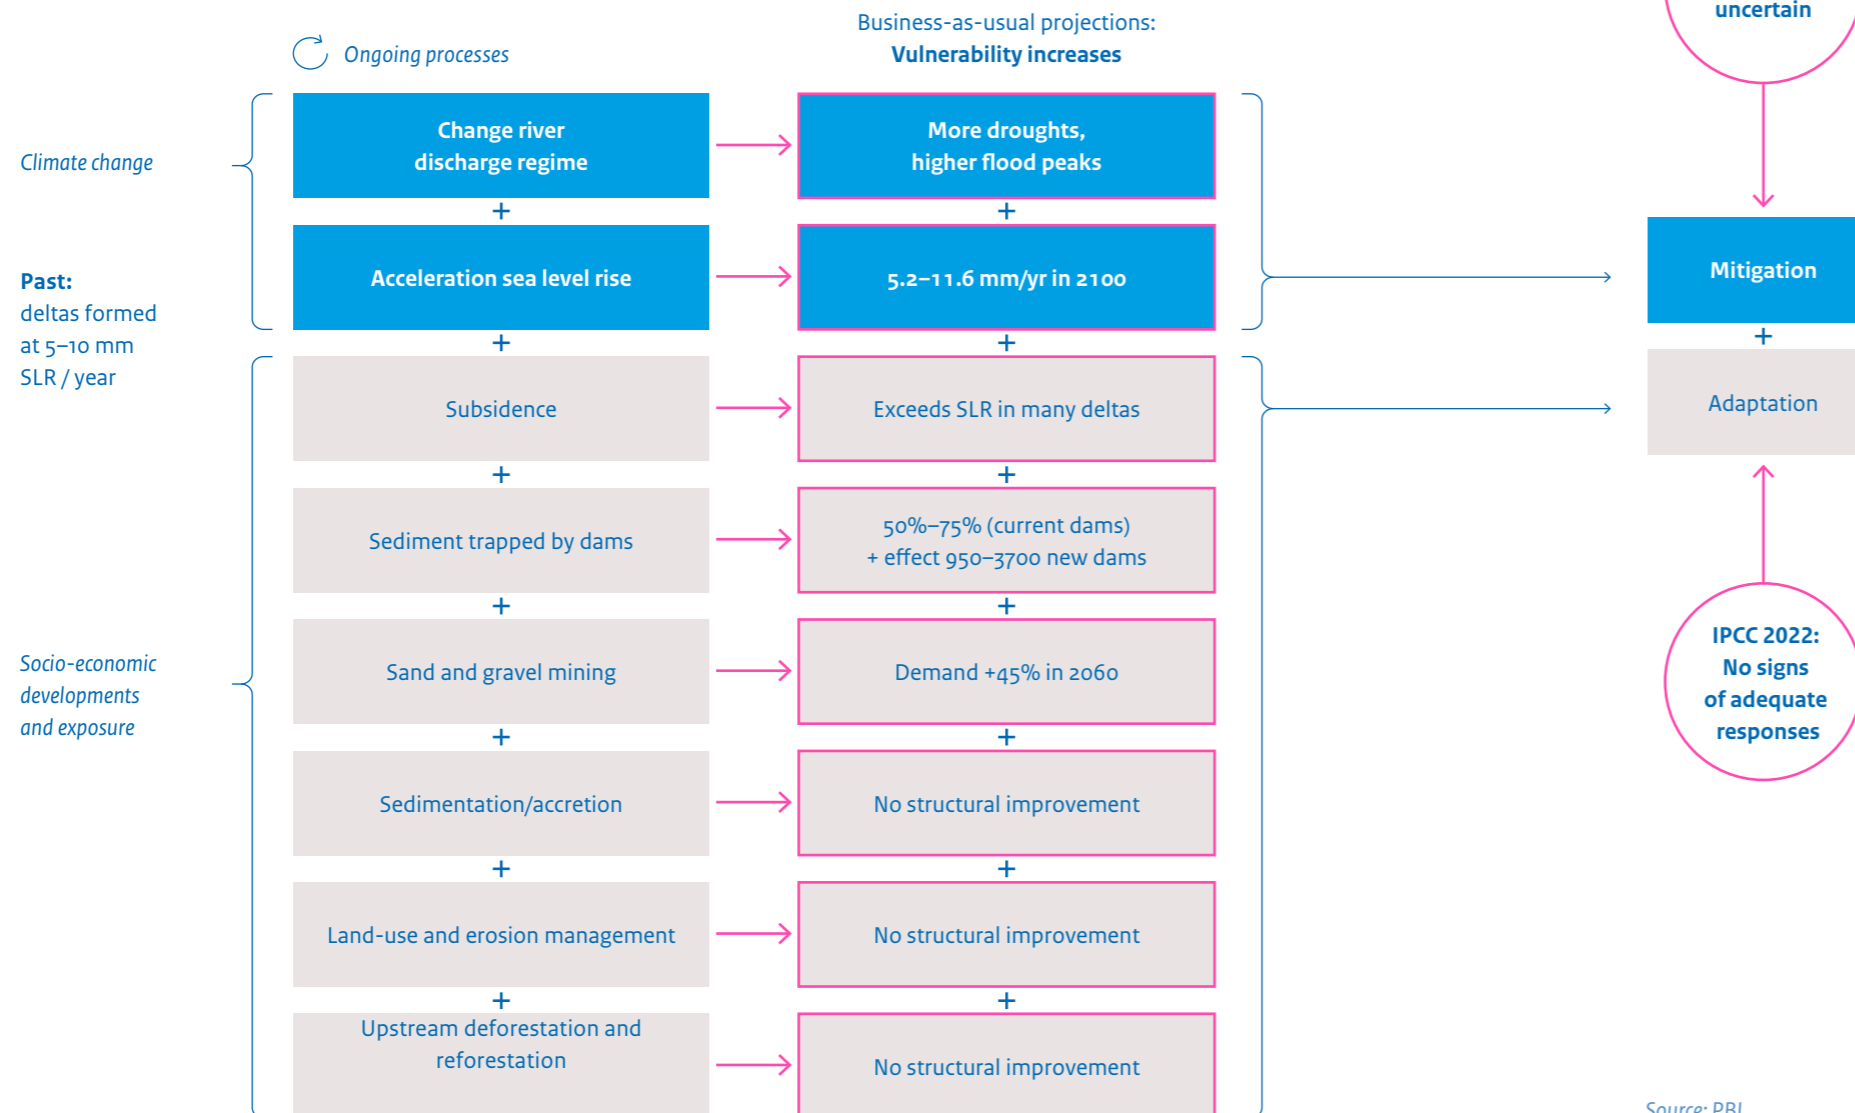 uncertain
Business-as-usual projections:
Ongoing processes
Vulnerability increases
Climate change
Change river
discharge regime
More droughts,
higher flood peaks
+
+
Past:
deltas formed
at 5–10 mm
SLR / year
Acceleration sea level rise
5.2–11.6 mm/yr in 2100
Mitigation
+
+
+
Subsidence
Exceeds SLR in many deltas
Adaptation
+
+
Sediment trapped by dams
50%–75% (current dams)
+ effect 950–3700 new dams
+
+
Socio-economic
developments
and exposure
Sand and gravel mining
Demand +45% in 2060
IPCC 2022:
No signs
of adequate
responses
+
+
Sedimentation/accretion
No structural improvement
+
+
Land-use and erosion management
No structural improvement
+
+
Upstream deforestation and
reforestation
No structural improvement
Source: PBL